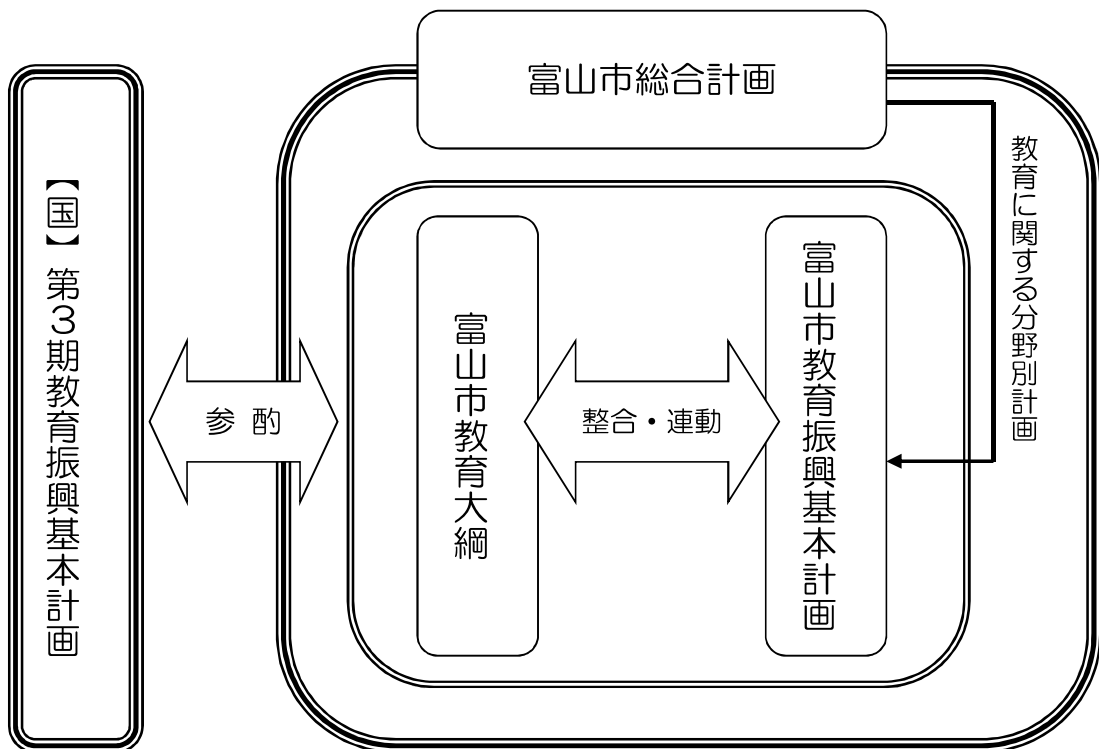 富山市総合計画
【国】第3期教育振興基本計画
参酌
富山市教育大綱
整合・連動
富山市教育振興基本計画
教育に関する分野別計画